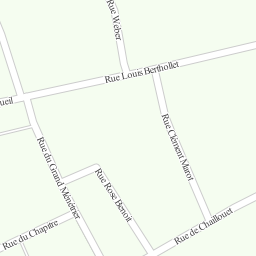 Rue Weber
Rue Louis Berthollet
ueil
Rue Clément Marot
Rue du Grand Ménétrier
Rue Rose Benoit
Rue de Chaillouet
Rue du Chapitre